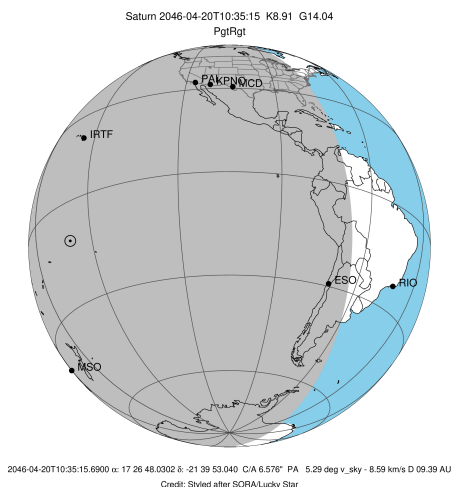 Saturn 2046-04-20T10:35:15 K8.91 G14.04
PgtRgt
KPNO
MCD
IRTF
ESO
RIO
MSO
2046-04-20T10:35:15.6900 α: 17 26 48.0302 δ: -21 39 53.040 C/A 6.576" PA 5.29 deg v_sky - 8.59 km/s D 09.39 AU
Credit: Styled after SORA/Lucky Star